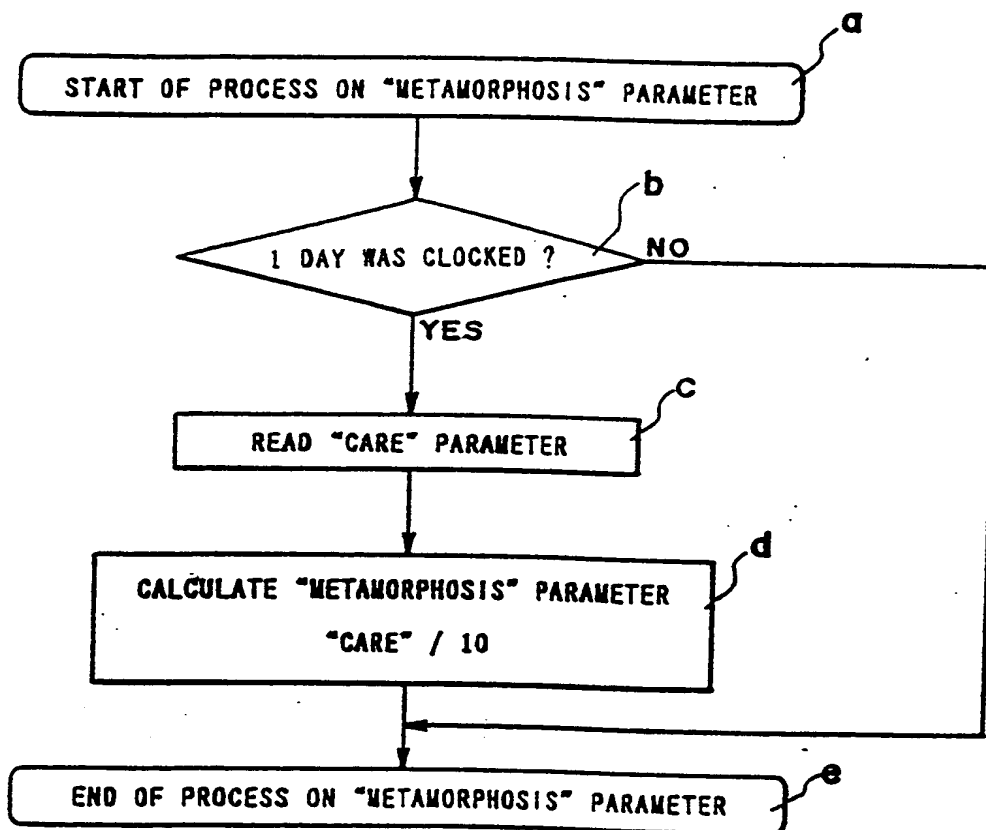 a
START OF PROCESS ON "METAMORPHOSIS" PARAMETER
b
1 DAY WAS CLOCKED ?
NO
YES
c
READ "CARE" PARAMETER
d
CALCULATE "METAMORPHOSIS" PARAMETER
"CARE" / 10
e
END OF PROCESS ON "METAMORPHOSIS" PARAMETER